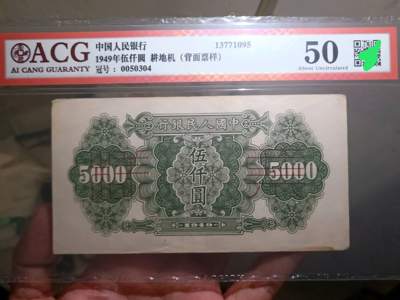 ACG
AI CANG GUARANTY
中国人民银行 13771095
1949年伍仟圆 耕地机（背面票样）
冠号： 0050304
50
About Uncirculated
中國人民銀行
5000 伍仟圓 5000